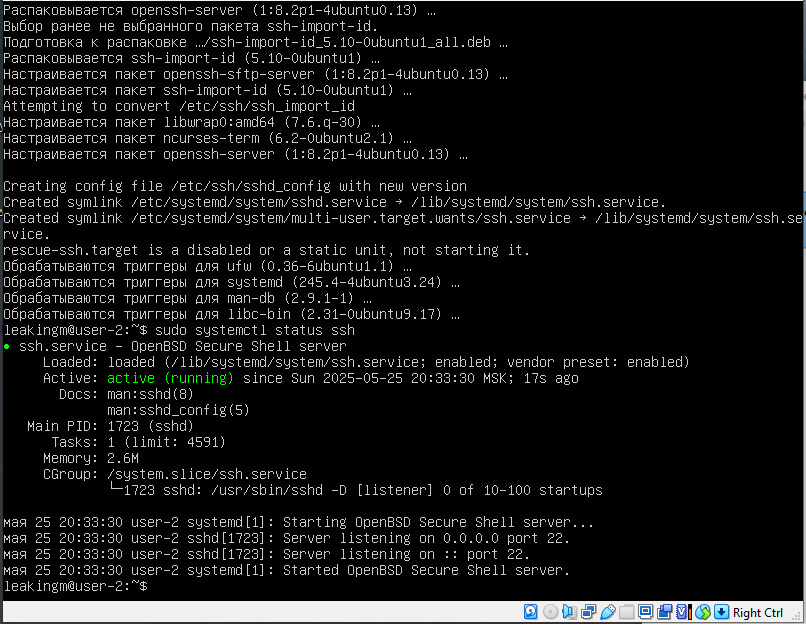 Распаковывается openssh-server (1:8.2p1-4ubuntu0.13) …
Выбор ранее не выбранного пакета ssh-import-id.
Подготовка к распаковке …/ssh-import-id_5.10-0ubuntu1_all.deb …
Распаковывается ssh-import-id (5.10-0ubuntu1) …
Настраивается пакет openssh-sftp-server (1:8.2p1-4ubuntu0.13) …
Настраивается пакет ssh-import-id (5.10-0ubuntu1) …
Attempting to convert /etc/ssh/ssh_import_id
Настраивается пакет libwrap0:amd64 (7.6.q-30) …
Настраивается пакет ncurses-term (6.2-0ubuntu2.1) …
Настраивается пакет openssh-server (1:8.2p1-4ubuntu0.13) …
Creating config file /etc/ssh/sshd_config with new version
Created symlink /etc/systemd/system/sshd.service → /lib/systemd/system/ssh.service.
Created symlink /etc/systemd/system/multi-user.target.wants/ssh.service → /lib/systemd/system/ssh.se
rvice.
rescue-ssh.target is a disabled or a static unit, not starting it.
Обрабатываются триггеры для ufw (0.36-6ubuntu1.1) …
Обрабатываются триггеры для systemd (245.4-4ubuntu3.24) …
Обрабатываются триггеры для man-db (2.9.1-1) …
Обрабатываются триггеры для libc-bin (2.31-0ubuntu9.17) …
leakingm@user-2:~$ sudo systemctl status ssh
● ssh.service - OpenBSD Secure Shell server
Loaded: loaded (/lib/systemd/system/ssh.service; enabled; vendor preset: enabled)
Active: active (running) since Sun 2025-05-25 20:33:30 MSK; 17s ago
Docs: man:sshd(8)
man:sshd_config(5)
Main PID: 1723 (sshd)
Tasks: 1 (limit: 4591)
Memory: 2.6M
CGroup: /system.slice/ssh.service
└─1723 sshd: /usr/sbin/sshd -D [listener] 0 of 10-100 startups
мая 25 20:33:30 user-2 systemd[1]: Starting OpenBSD Secure Shell server...
мая 25 20:33:30 user-2 sshd[1723]: Server listening on 0.0.0.0 port 22.
мая 25 20:33:30 user-2 sshd[1723]: Server listening on :: port 22.
мая 25 20:33:30 user-2 systemd[1]: Started OpenBSD Secure Shell server.
leakingm@user-2:~$
Right Ctrl